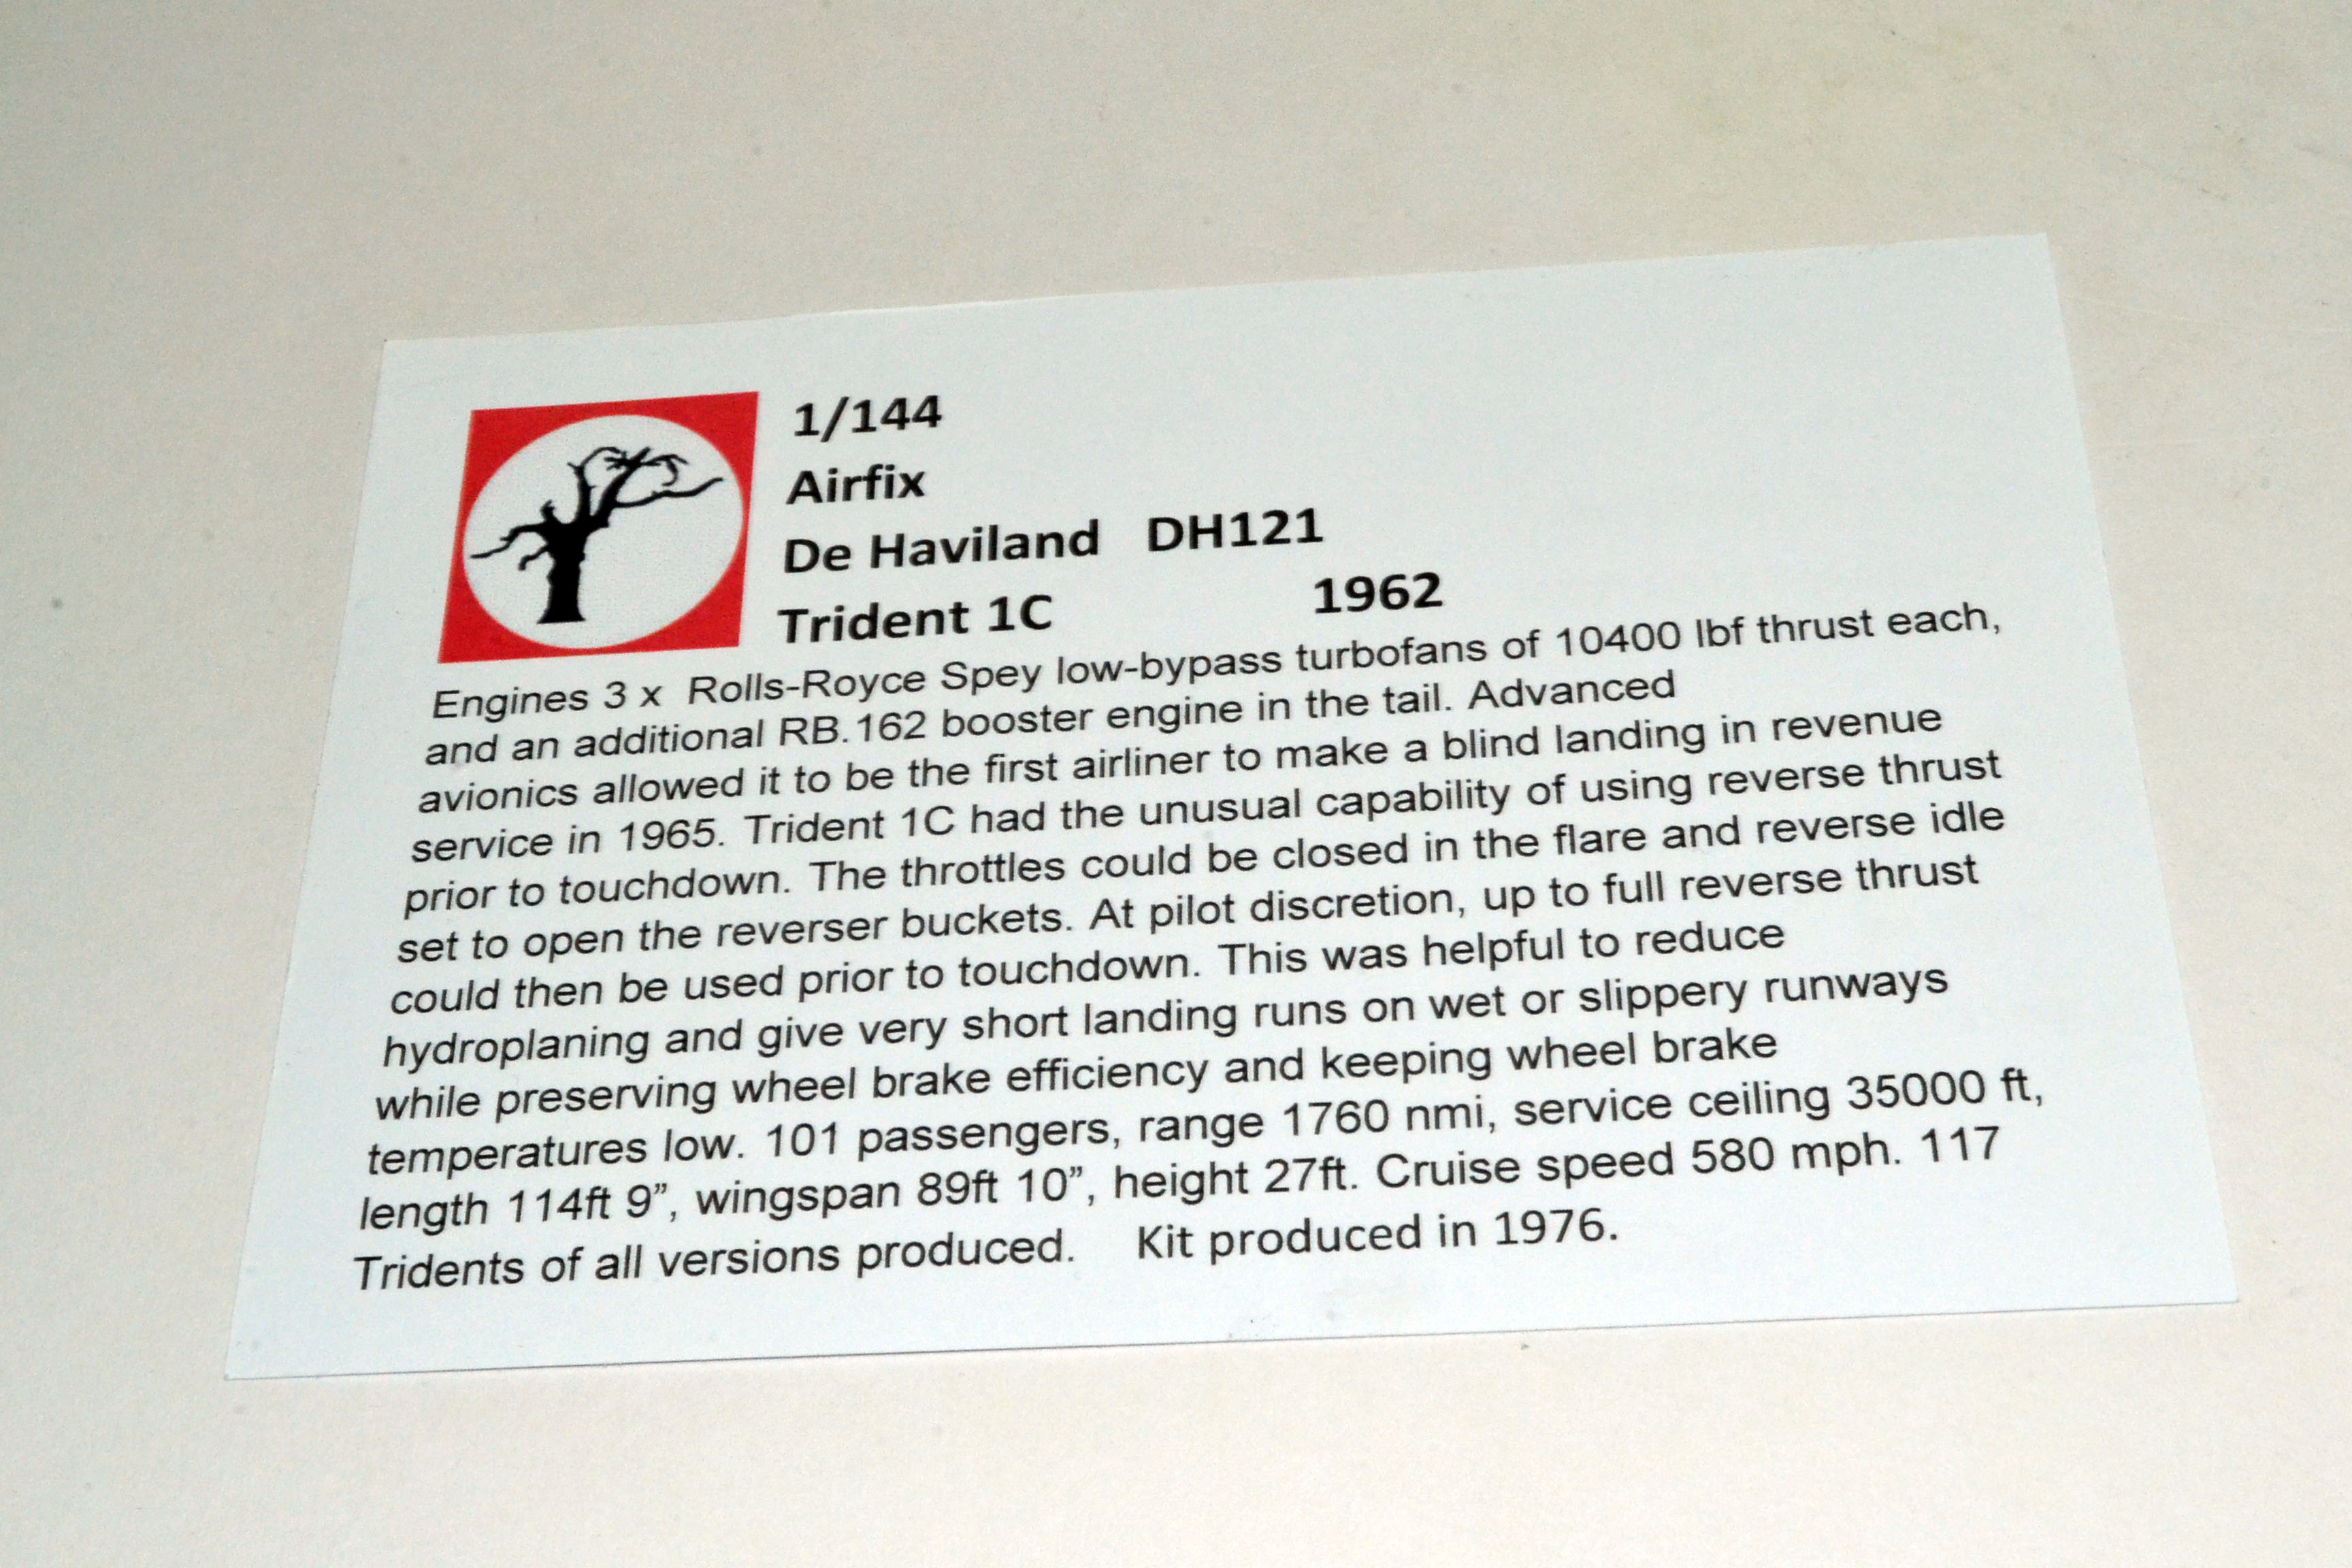 1/144
Airfix
De Haviland DH121
Trident 1C 1962
Engines 3 x Rolls-Royce Spey low-bypass turbofans of 10400 lbf thrust each,
and an additional RB.162 booster engine in the tail. Advanced
avionics allowed it to be the first airliner to make a blind landing in revenue
service in 1965. Trident 1C had the unusual capability of using reverse thrust
prior to touchdown. The throttles could be closed in the flare and reverse idle
set to open the reverser buckets. At pilot discretion, up to full reverse thrust
could then be used prior to touchdown. This was helpful to reduce
hydroplaning and give very short landing runs on wet or slippery runways
while preserving wheel brake efficiency and keeping wheel brake
temperatures low. 101 passengers, range 1760 nmi, service ceiling 35000 ft,
length 114ft 9”, wingspan 89ft 10”, height 27ft. Cruise speed 580 mph. 117
Tridents of all versions produced. Kit produced in 1976.